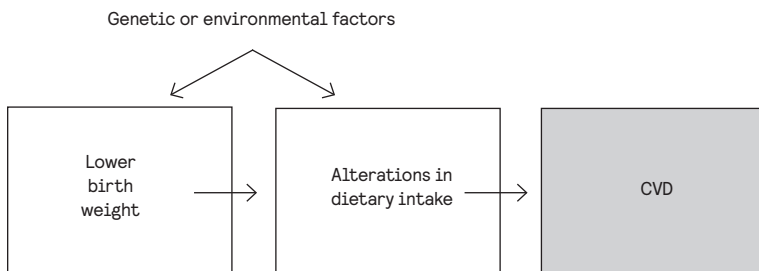 Genetic or environmental factors
Lower
birth
weight
Alterations in
dietary intake
CVD